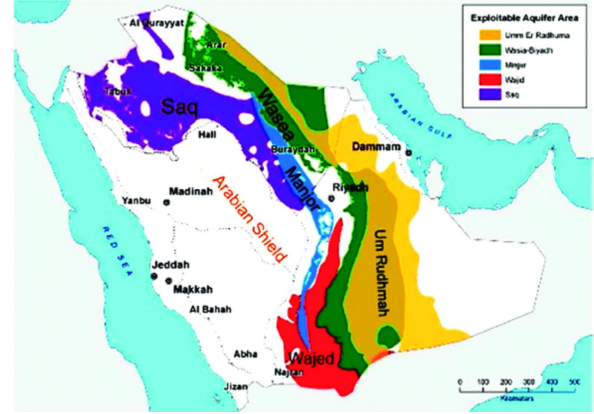 Exploitable Aquifer Area
Umm Er Radhuma
Wasia-Biyadh
Minjur
Wajid
Saq
Al Qurayyat
Arar
Sakaka
Tabuk
Saq
Wasea
Hail
Buraydah
Dammam
ARABIAN GULF
Manjor
Riyadh
Madinah
Yanbu
Arabian Shield
Um Rudhmah
RED SEA
Jeddah
Makkah
Al Bahah
Abha
Wajed
Najran
Jizan
0 100 200 300 400 500
Kilometers